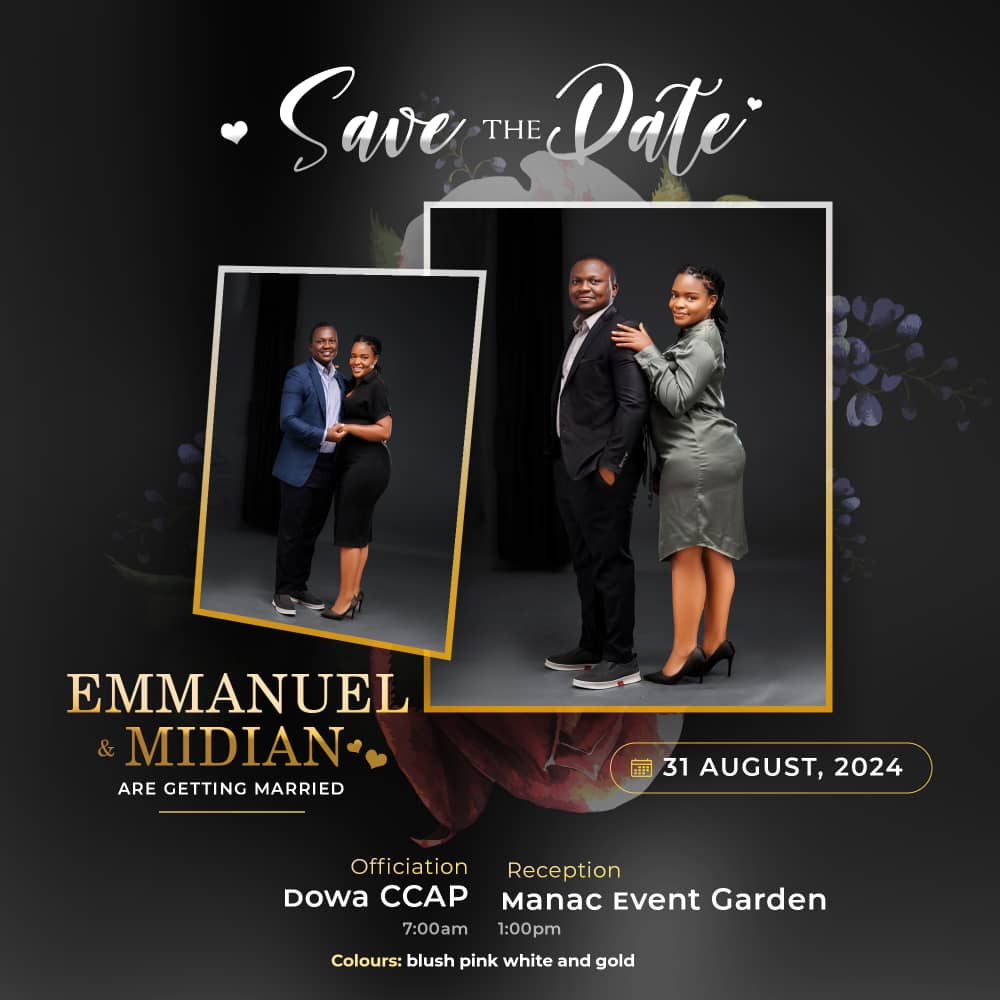 Save THE Date
EMMANUEL
& MIDIAN
ARE GETTING MARRIED
31 AUGUST, 2024
Officiation
Dowa CCAP
7:00am
Reception
Manac Event Garden
1:00pm
Colours: blush pink white and gold